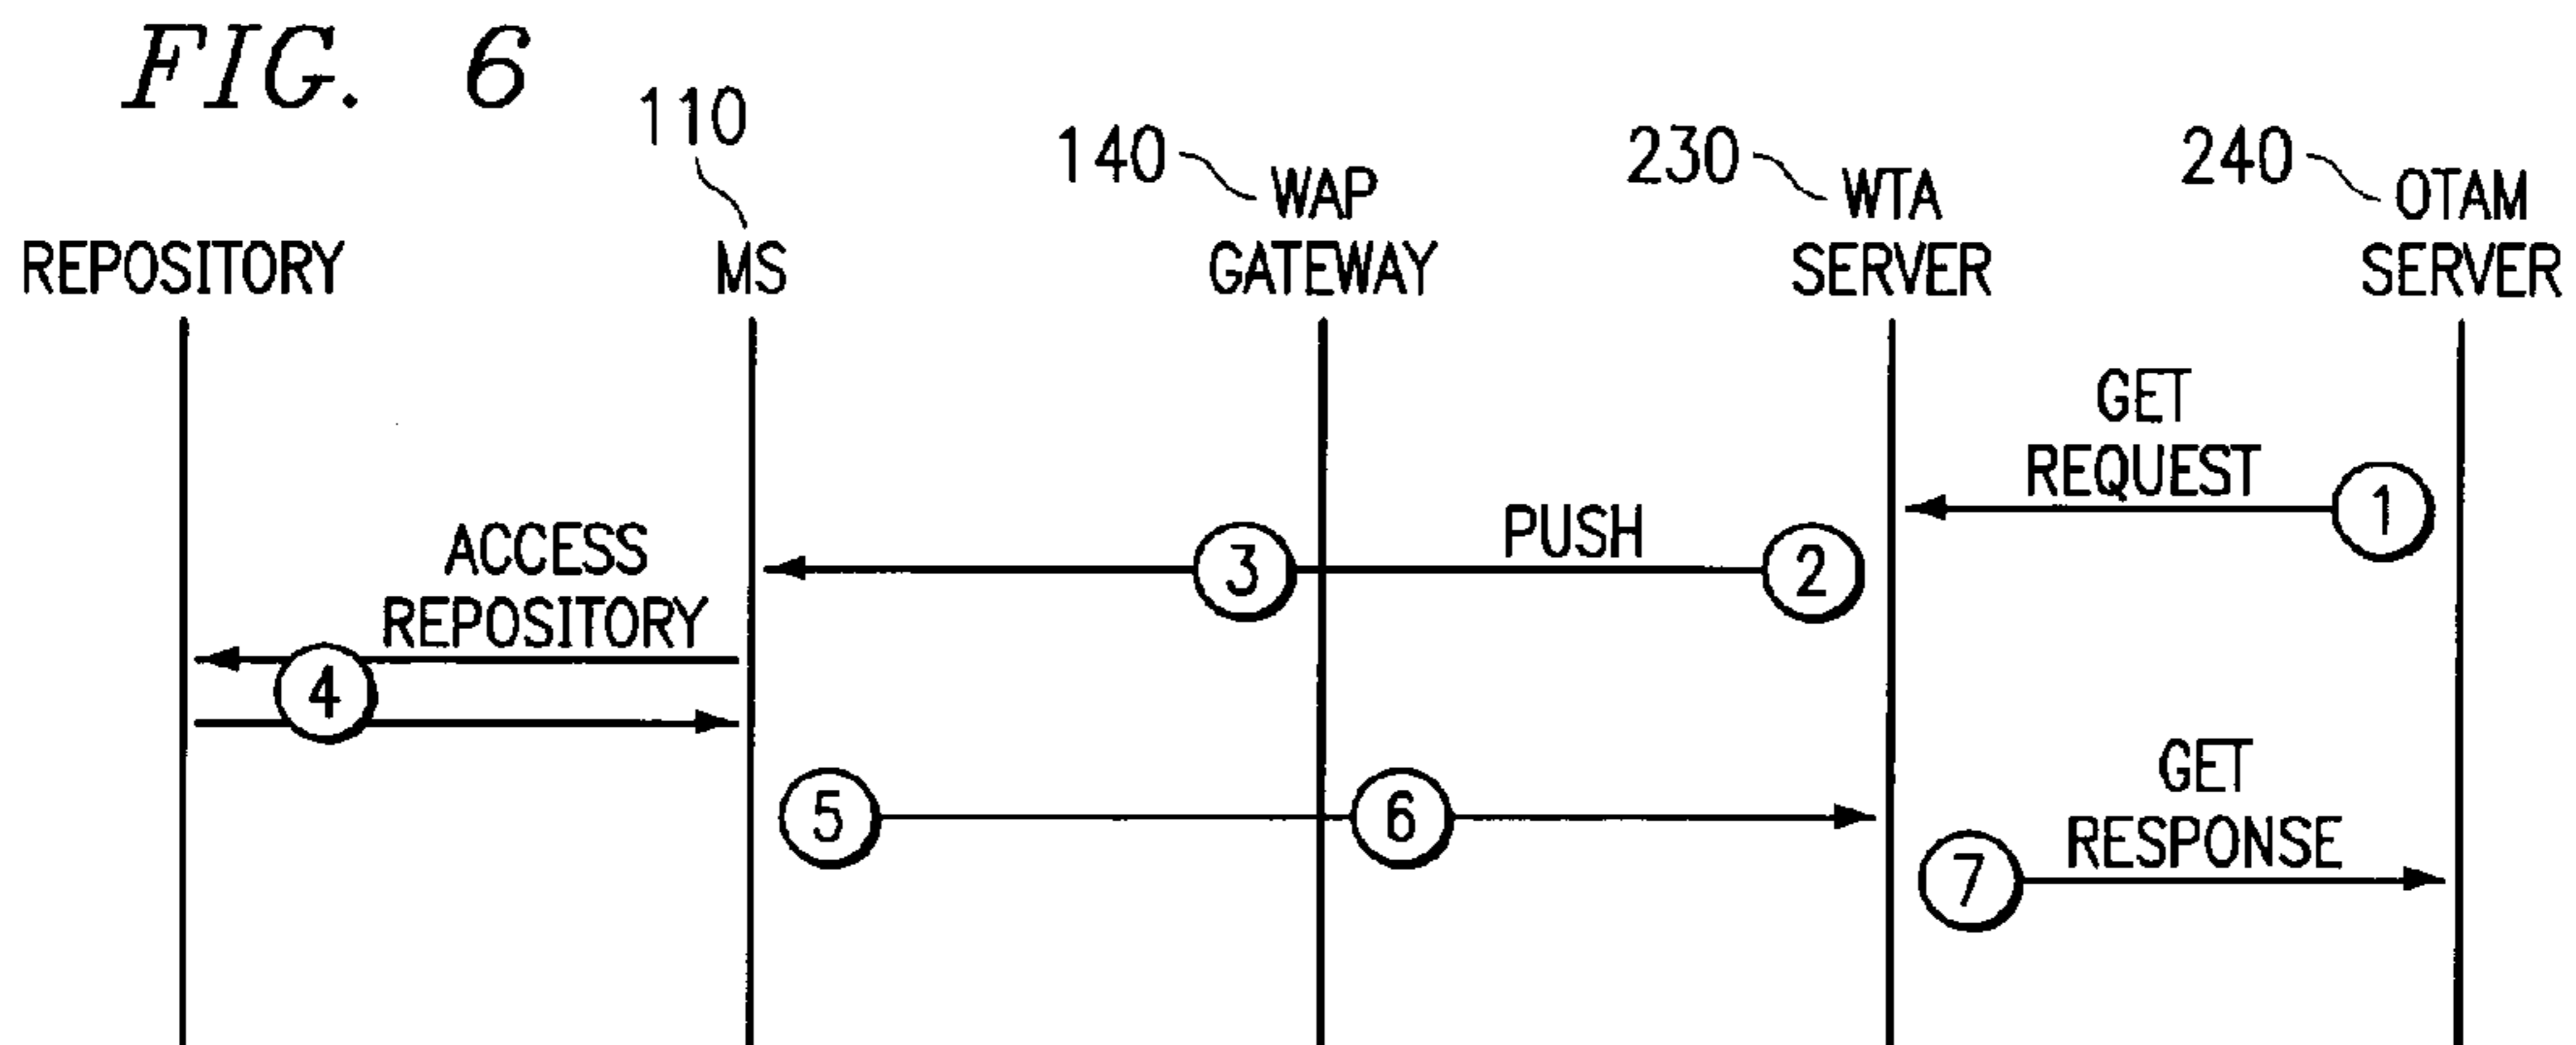 FIG. 6
110
140
230
240
REPOSITORY
MS
WAP
GATEWAY
WTA
SERVER
OTAM
SERVER
GET
REQUEST
1
PUSH
2
3
ACCESS
REPOSITORY
4
5
6
GET
RESPONSE
7